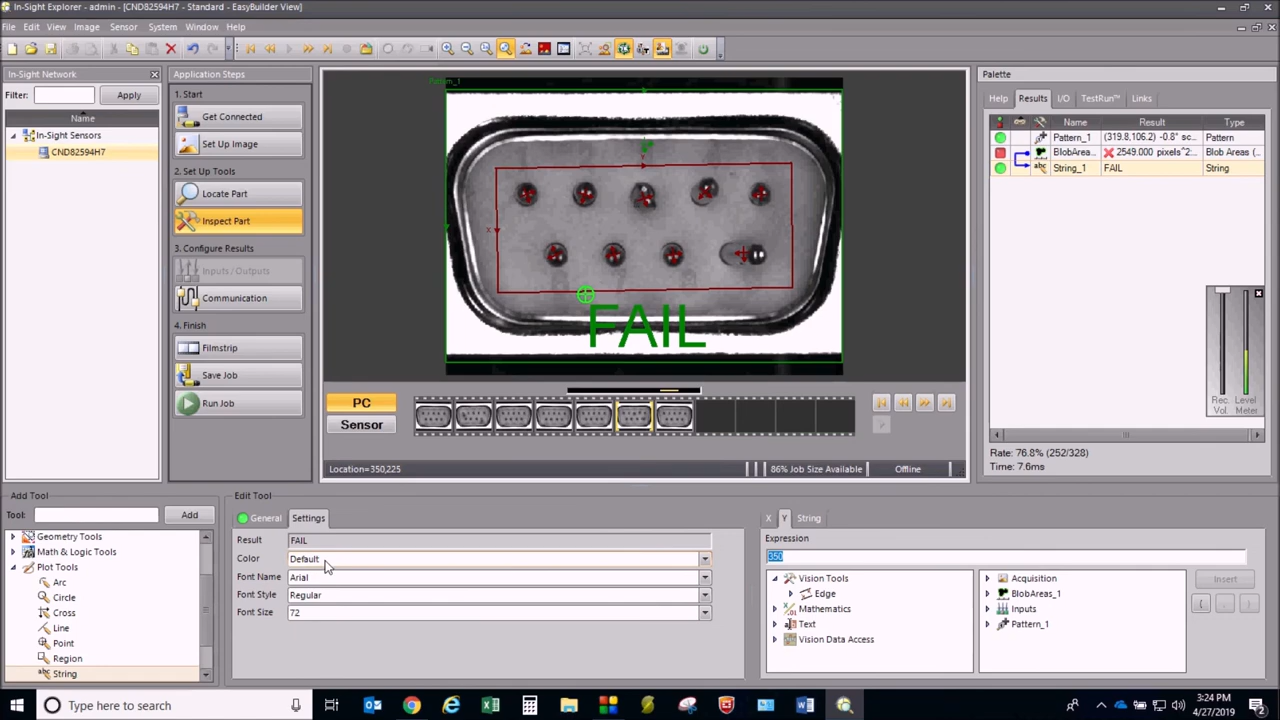 In-Sight Explorer - admin - Standard - EasyBuilder View]
[CND82594H7 - Standard - EasyBuilder View
File Edit View Image Sensor System Window Help
In-Sight Network
Filter: Apply
Name
In-Sight Sensors
CND82594H7
Application Steps
1. Start
Get Connected
Set Up Image
2. Set Up Tools
Locate Part
Inspect Part
3. Configure Results
Inputs / Outputs
Communication
4. Finish
Filmstrip
Save Job
Run Job
Pattern_1
FAIL
PC
Sensor
Location=350,225
86% Job Size Available
Offline
Palette
Help Results I/O TestRun™ Links
Name Result Type
Pattern_1 (319.8,106.2) -0.8° sc... Pattern
BlobArea... 2549.000 pixels^2... Blob Areas (...
String_1 FAIL String
Rec. Vol. Level Meter
Rate: 76.8% (252/328)
Time: 7.6ms
Add Tool
Tool: Add
Geometry Tools
Math & Logic Tools
Plot Tools
Arc
Circle
Cross
Line
Point
Region
String
Edit Tool
General Settings
Result FAIL
Color Default
Font Name Arial
Font Style Regular
Font Size 72
X Y String
Expression
350
Vision Tools
Edge
Mathematics
Text
Vision Data Access
Acquisition
BlobAreas_1
Inputs
Pattern_1
Insert
( , )
Type here to search
3:24 PM
4/27/2019